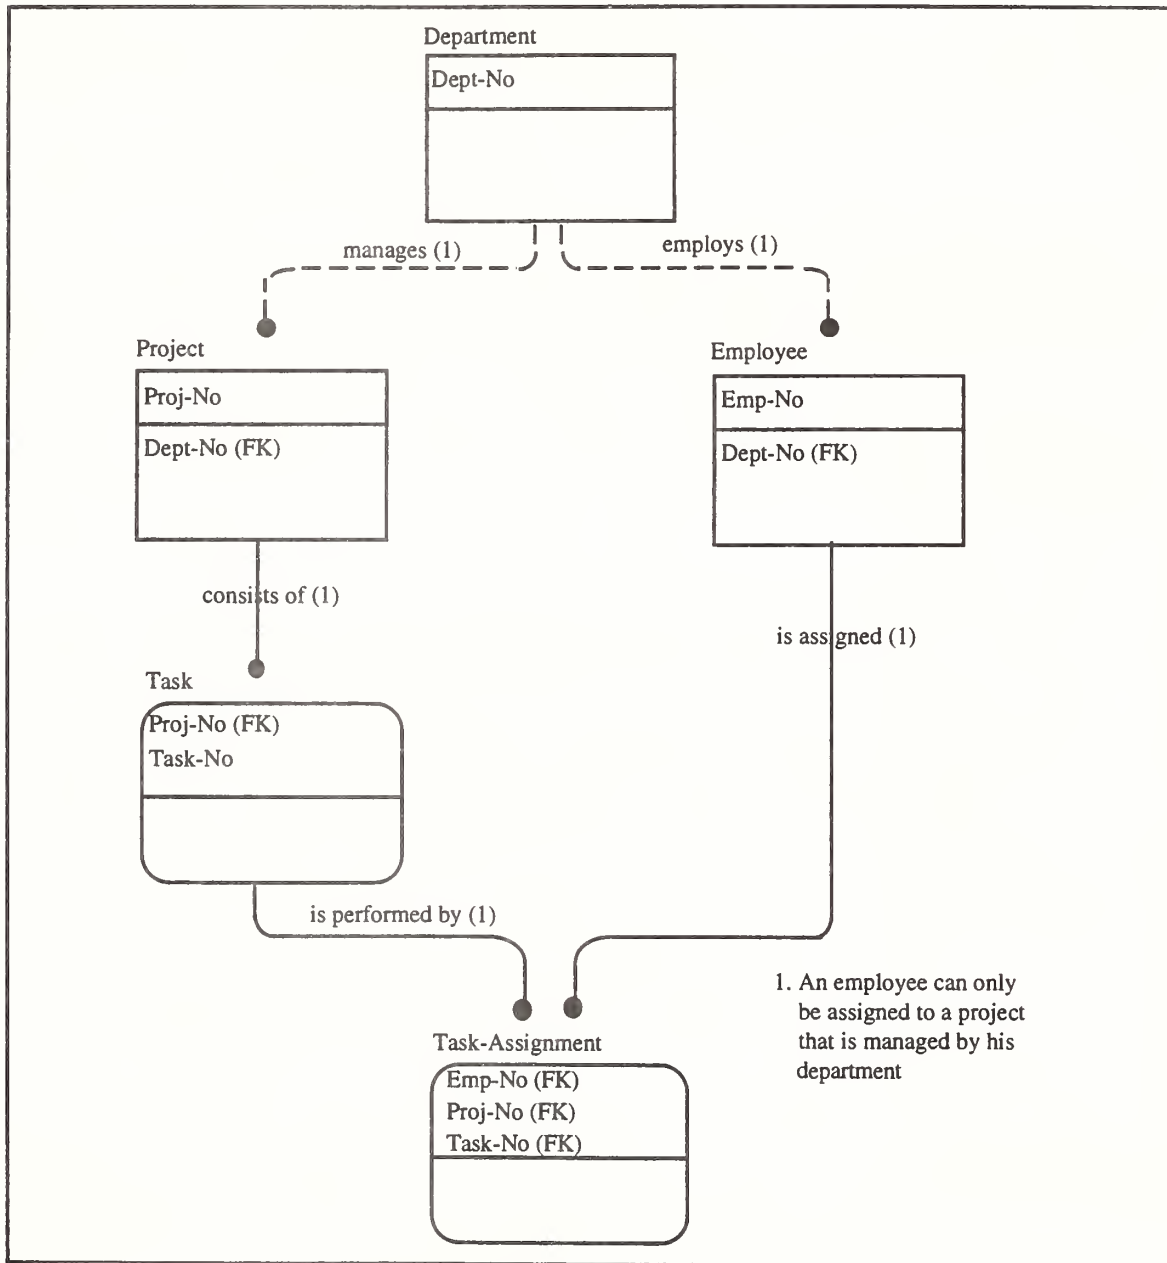 Department
Dept-No
manages (1)
employs (1)
Project
Proj-No
Dept-No (FK)
Employee
Emp-No
Dept-No (FK)
consists of (1)
is assigned (1)
Task
Proj-No (FK)
Task-No
is performed by (1)
1. An employee can only
be assigned to a project
that is managed by his
department
Task-Assignment
Emp-No (FK)
Proj-No (FK)
Task-No (FK)